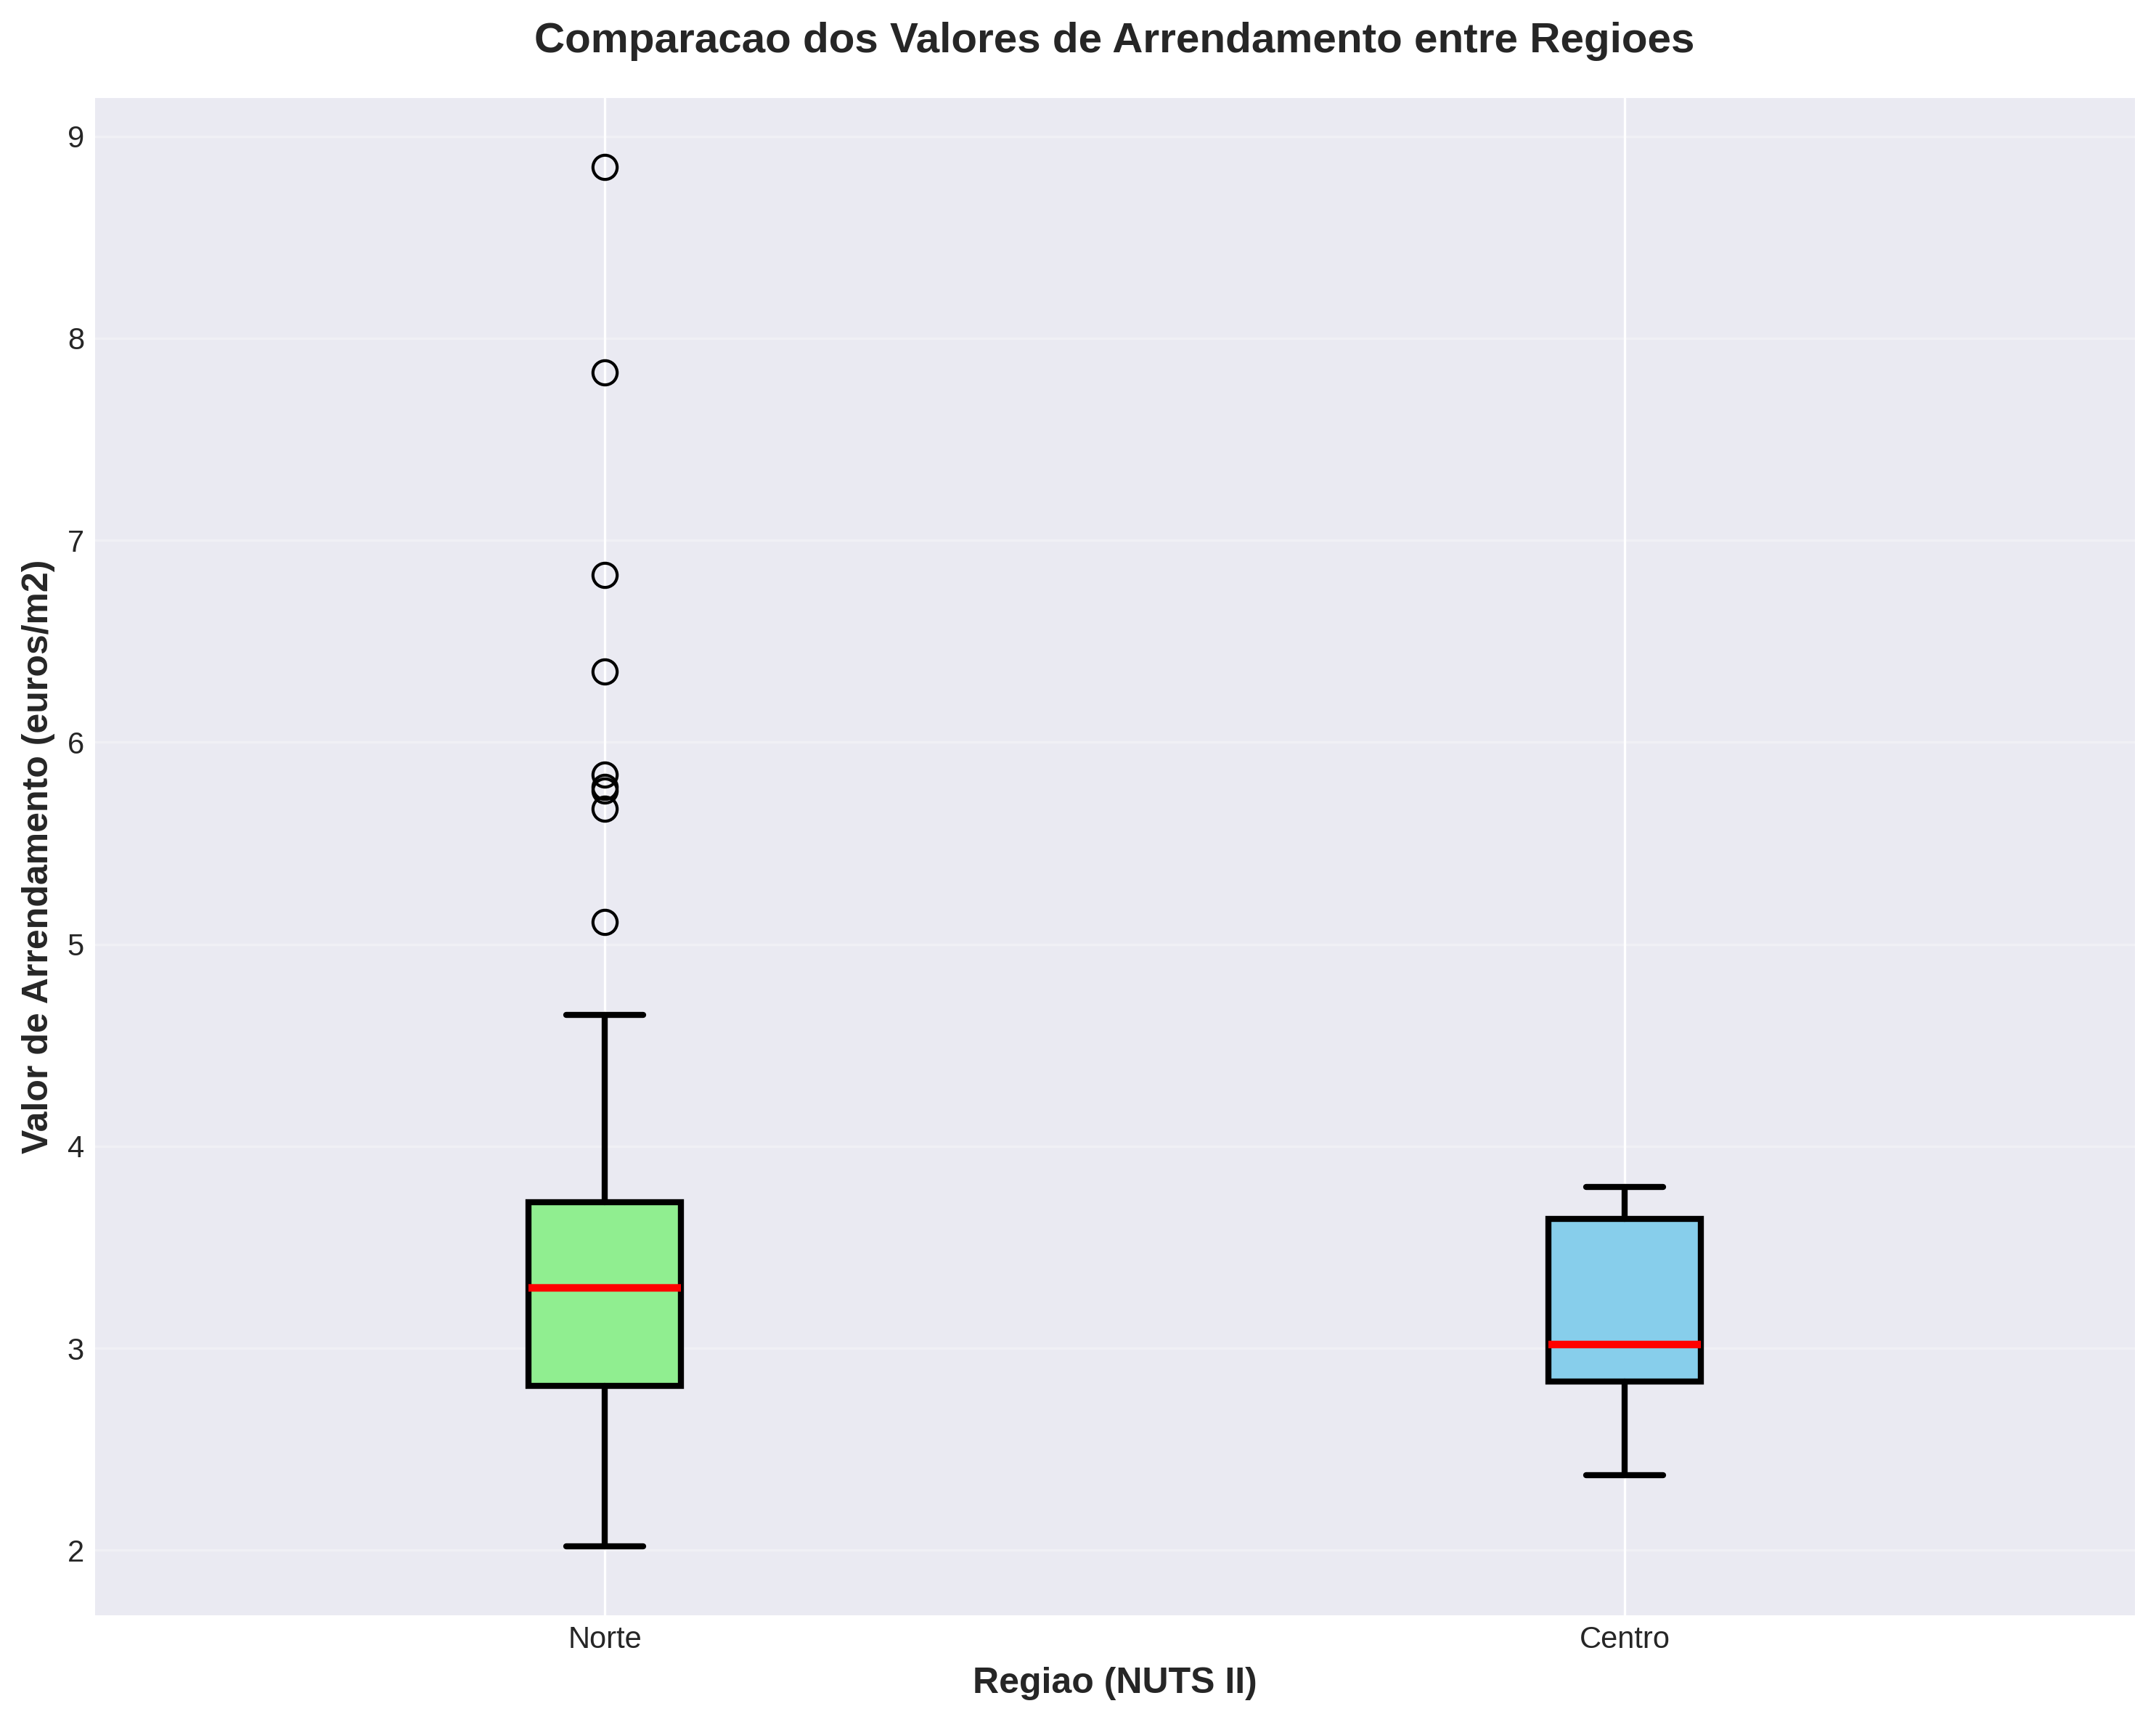 Comparacao dos Valores de Arrendamento entre Regioes
Valor de Arrendamento (euros/m2)
9
8
7
6
5
4
3
2
Norte
Centro
Regiao (NUTS II)